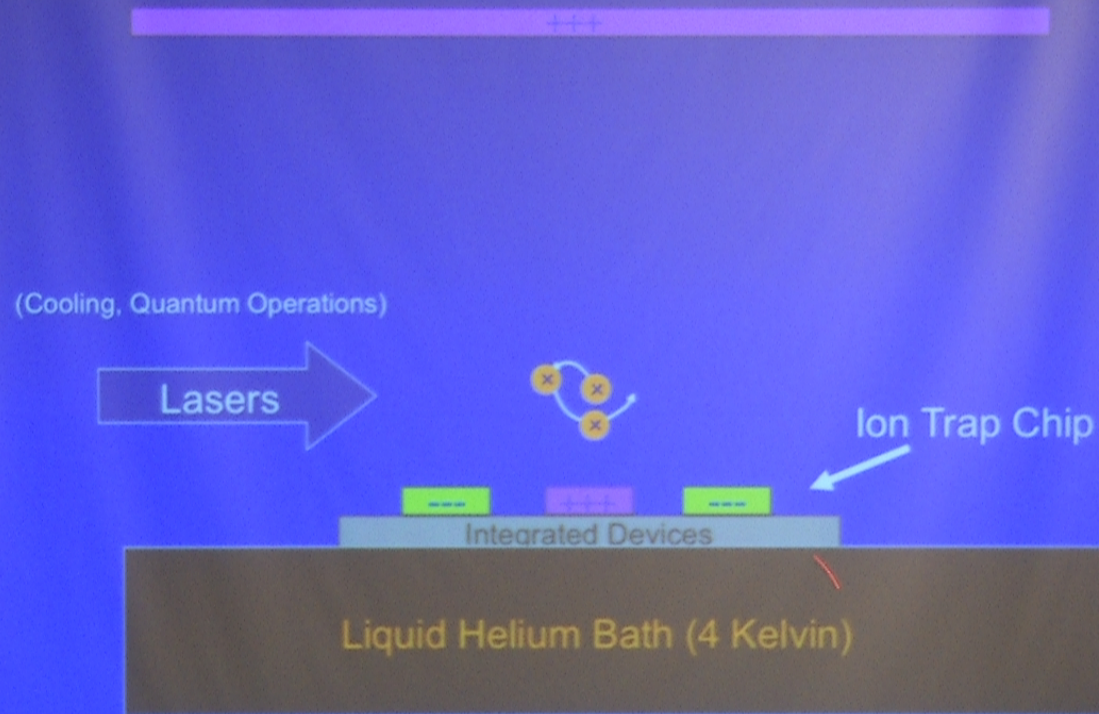 +++
(Cooling, Quantum Operations)
Lasers
×
×
×
Ion Trap Chip
---
+++
---
Integrated Devices
Liquid Helium Bath (4 Kelvin)